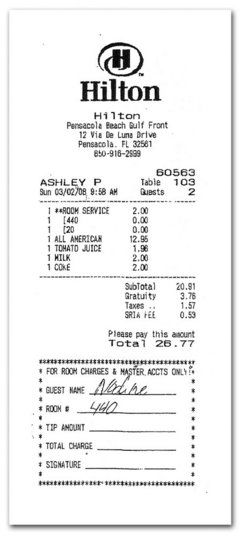 H
Hilton
Hilton
Pensacola Beach Gulf Front
12 Via De Luna Drive
Pensacola, FL 32561
850-916-2999
60563
ASHLEY P Table 103
Sun 03/02/08 9:58 AM Guests 2
1 **ROOM SERVICE 2.00
1 [440 0.00
1 [20 0.00
1 ALL AMERICAN 12.95
1 TOMATO JUICE 1.96
1 MILK 2.00
1 COKE 2.00
SubTotal 20.91
Gratuity 3.76
Taxes .. 1.57
SRIA FEE 0.53
Please pay this amount
Total 26.77
* FOR ROOM CHARGES & MASTER ACCTS ONLY!*
* GUEST NAME *
* ROOM # 440 *
* TIP AMOUNT *
* TOTAL CHARGE *
* SIGNATURE *